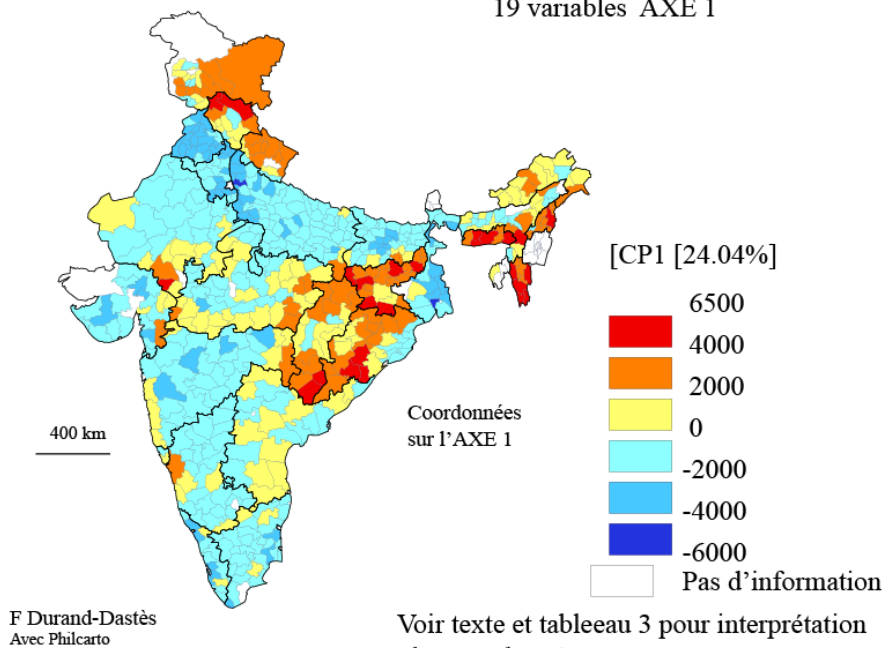 19 variables AXE 1
[CP1 [24.04%]
6500
4000
2000
0
-2000
-4000
-6000
Pas d’information
Coordonnées
sur l’AXE 1
400 km
F Durand-Dastès
Avec Philcarto
Voir texte et tableeau 3 pour interprétation